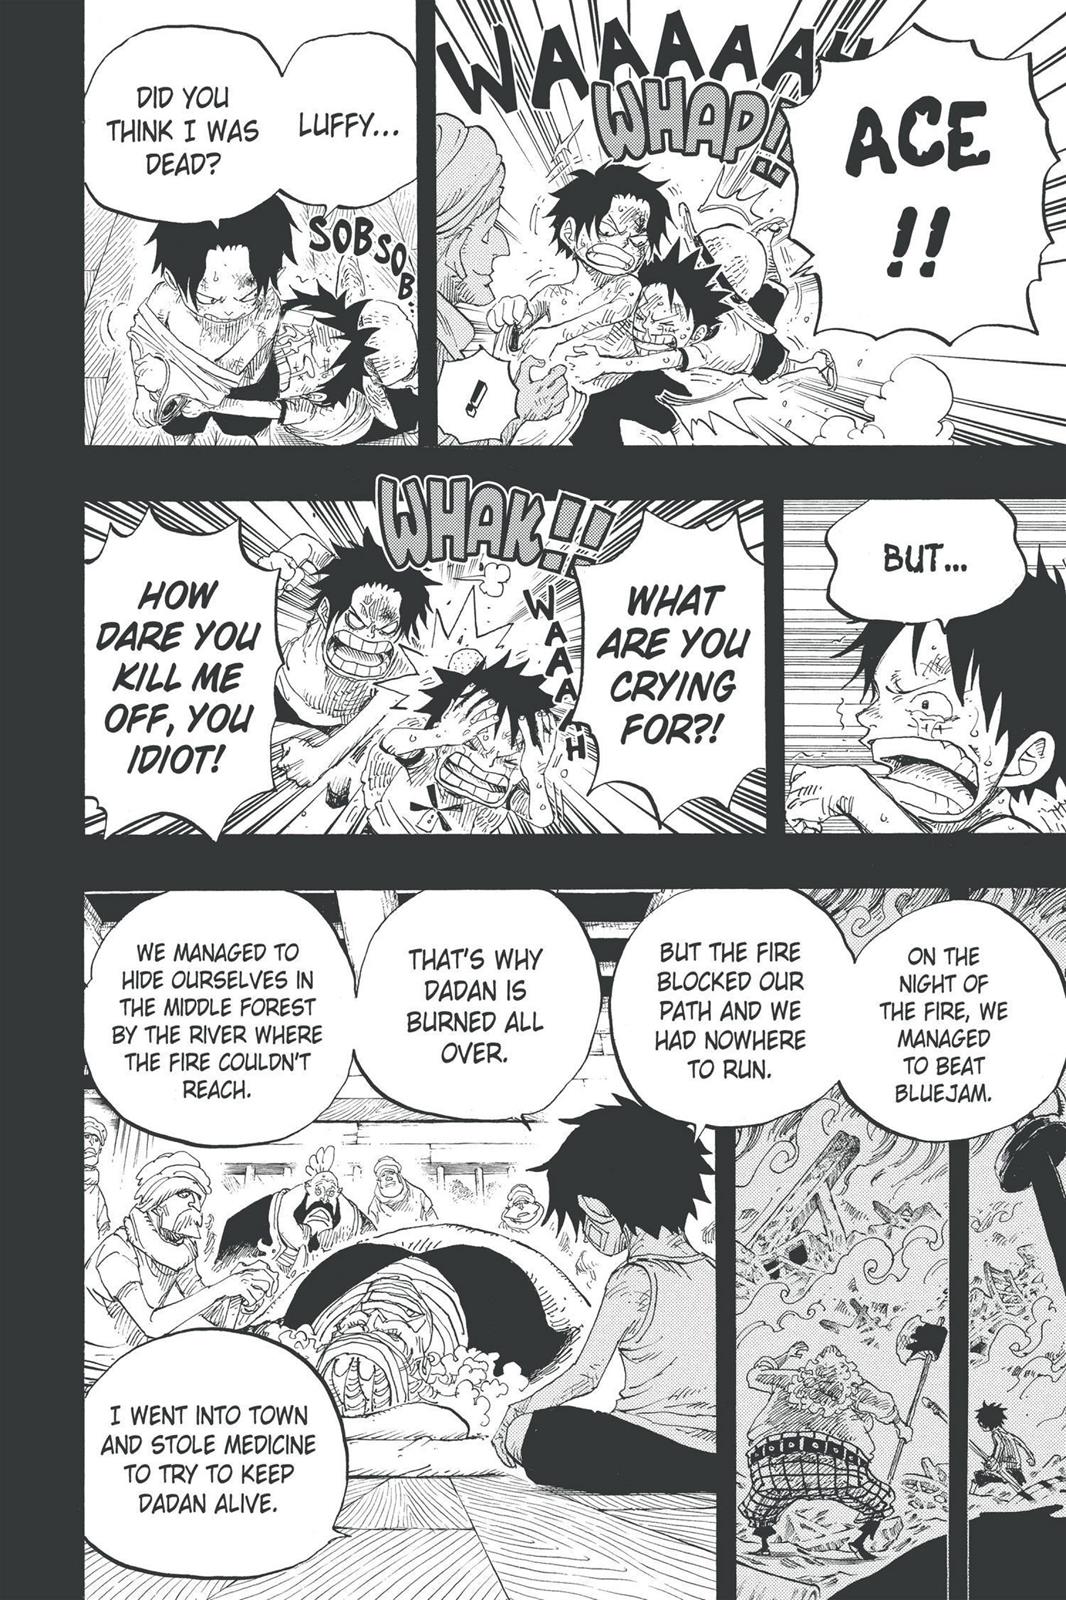 ACE
!!
WAAAAAH
WHAP!!
!
LUFFY...
DID YOU
THINK I WAS
DEAD?
SOB SOB...
BUT...
WHAT
ARE YOU
CRYING
FOR?!
WHAK!!
WAAAAH
HOW
DARE YOU
KILL ME
OFF, YOU
IDIOT!
ON THE
NIGHT OF
THE FIRE, WE
MANAGED
TO BEAT
BLUEJAM.
BUT THE FIRE
BLOCKED OUR
PATH AND WE
HAD NOWHERE
TO RUN.
THAT'S WHY
DADAN IS
BURNED ALL
OVER.
WE MANAGED TO
HIDE OURSELVES IN
THE MIDDLE FOREST
BY THE RIVER WHERE
THE FIRE COULDN'T
REACH.
I WENT INTO TOWN
AND STOLE MEDICINE
TO TRY TO KEEP
DADAN ALIVE.